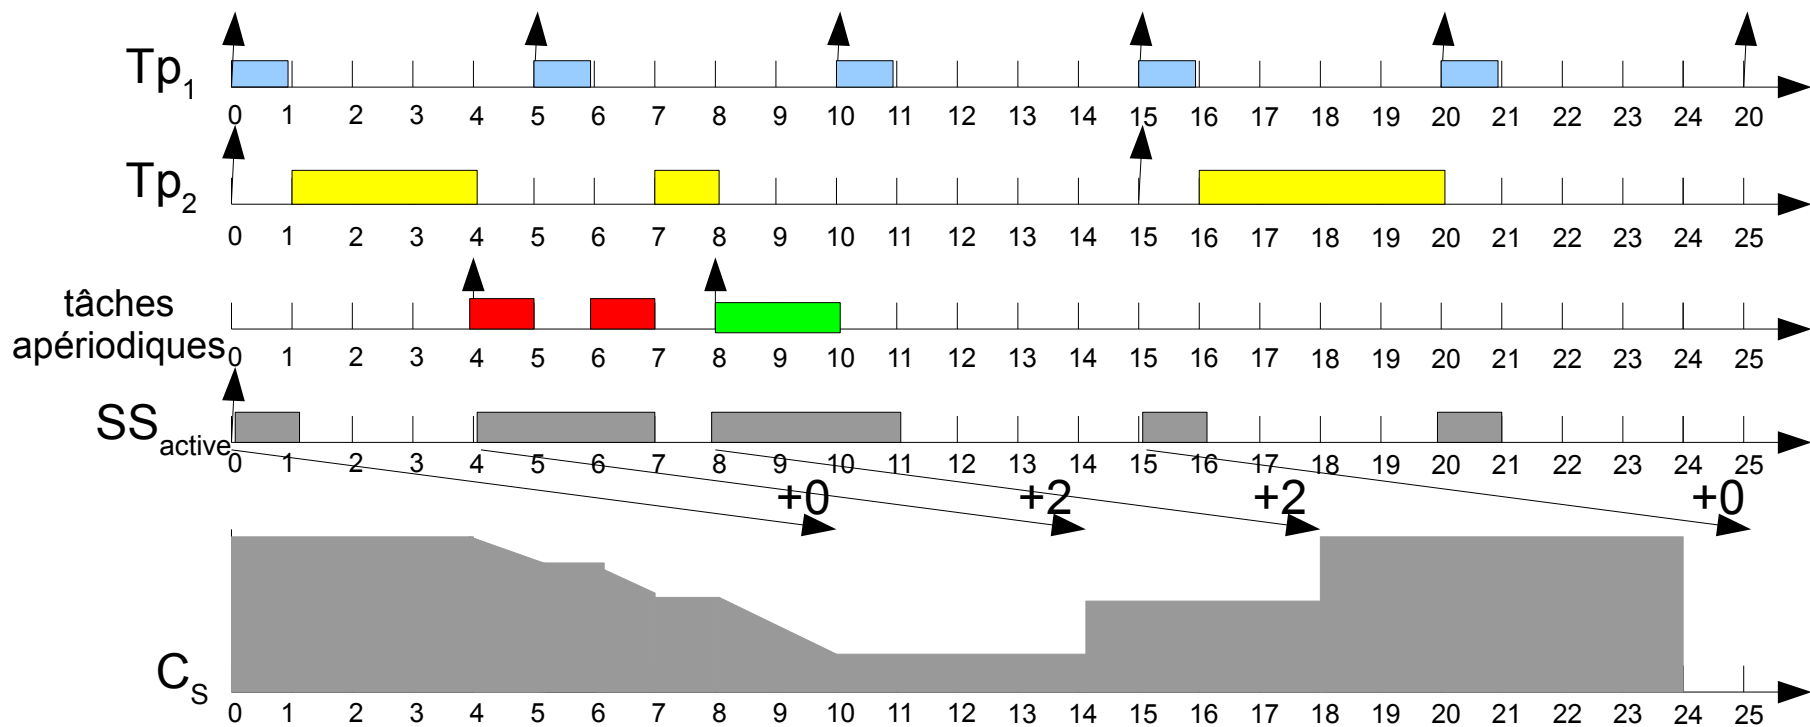 Tp1
0 1 2 3 4 5 6 7 8 9 10 11 12 13 14 15 16 17 18 19 20 21 22 23 24 20
Tp2
0 1 2 3 4 5 6 7 8 9 10 11 12 13 14 15 16 17 18 19 20 21 22 23 24 25
tâches
apériodiques
0 1 2 3 4 5 6 7 8 9 10 11 12 13 14 15 16 17 18 19 20 21 22 23 24 25
SSactive
0 1 2 3 4 5 6 7 8 9 10 11 12 13 14 15 16 17 18 19 20 21 22 23 24 25
+0 +2 +2 +0
CS
0 1 2 3 4 5 6 7 8 9 10 11 12 13 14 15 16 17 18 19 20 21 22 23 24 25